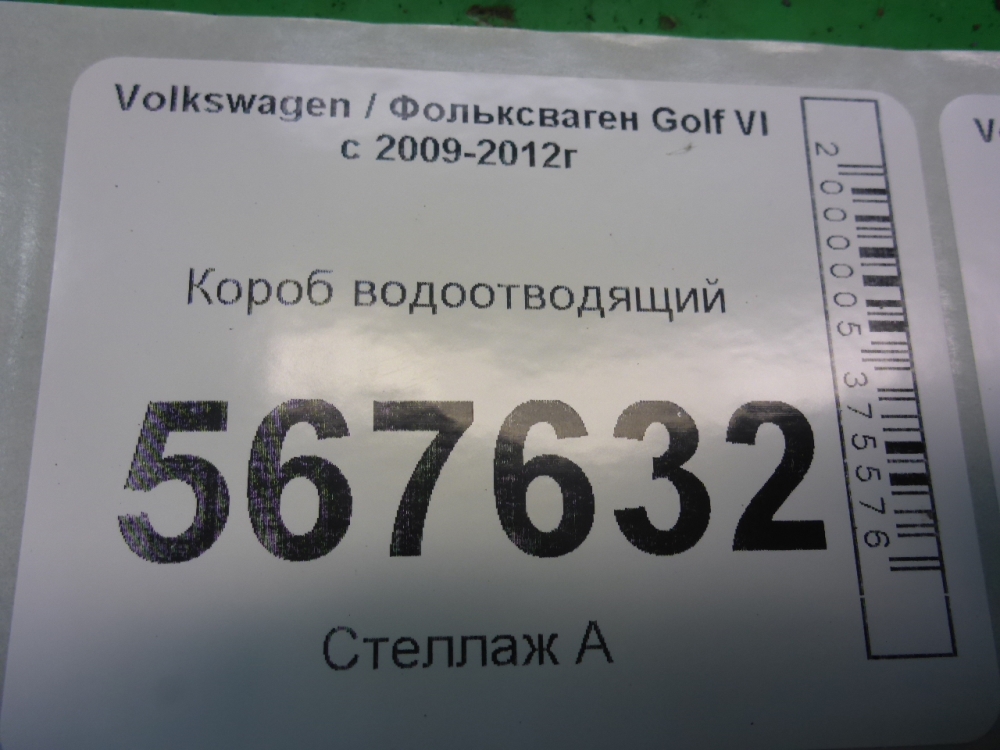 Volkswagen / Фольксваген Golf VI
с 2009-2012г
Короб водоотводящий
567632
Стеллаж А
2000005375576
V